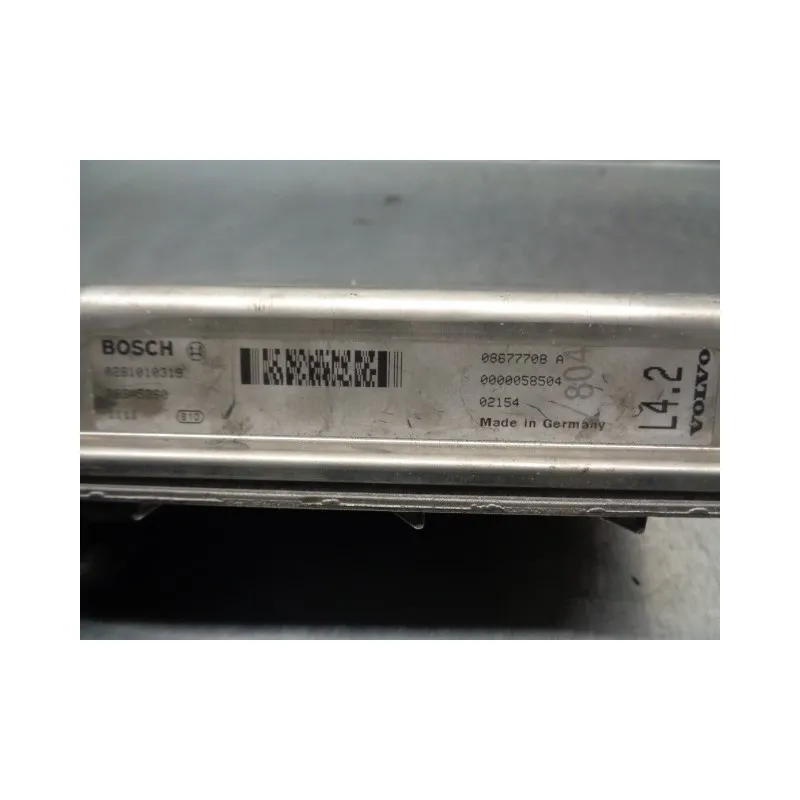 BOSCH
0281010319
08677708 A
0000058504
02154
Made in Germany
804
L4.2
VOLVO